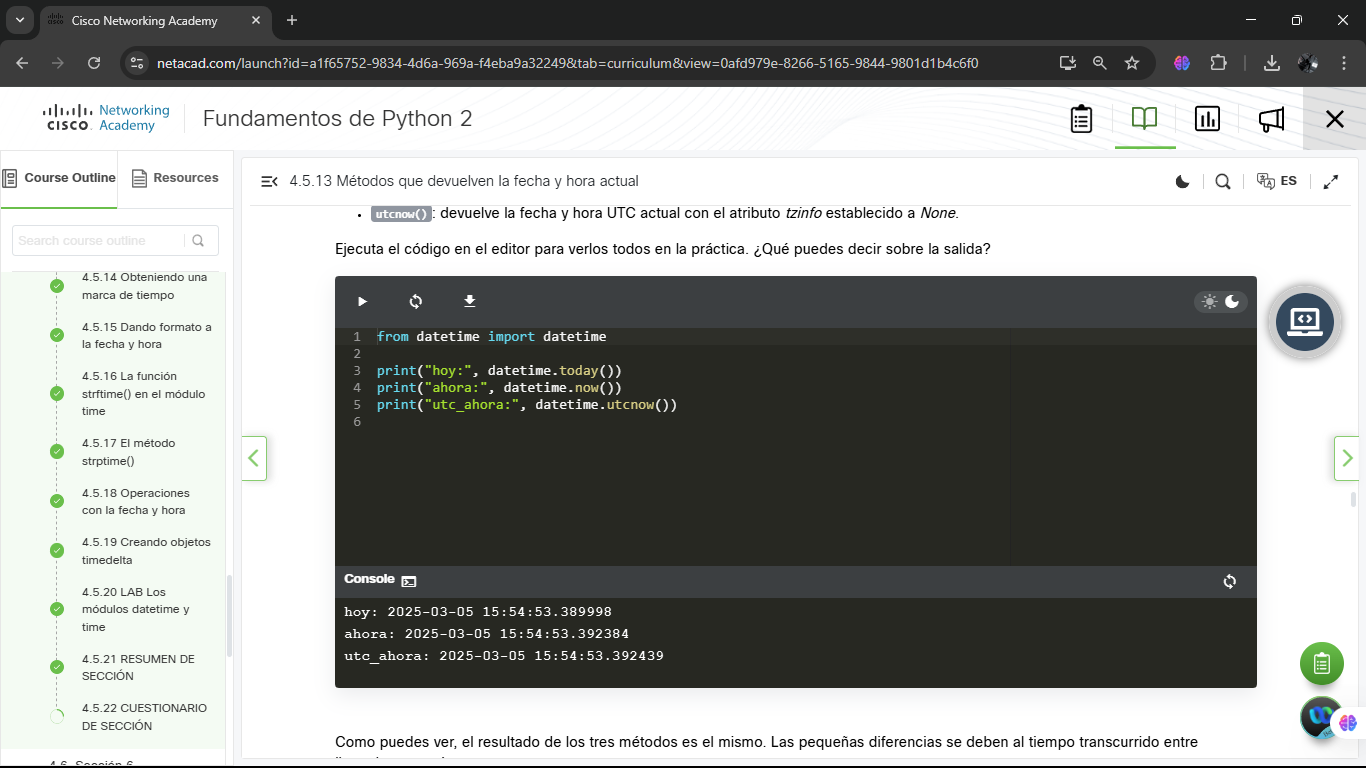 Cisco Networking Academy
netacad.com/launch?id=a1f65752-9834-4d6a-969a-f4eba9a32249&tab=curriculum&view=0afd979e-8266-5165-9844-9801d1b4c6f0
CISCO Networking Academy
Fundamentos de Python 2
Course Outline
Resources
Search course outline
4.5.14 Obteniendo una
marca de tiempo
4.5.15 Dando formato a
la fecha y hora
4.5.16 La función
strftime() en el módulo
time
4.5.17 El método
strptime()
4.5.18 Operaciones
con la fecha y hora
4.5.19 Creando objetos
timedelta
4.5.20 LAB Los
módulos datetime y
time
4.5.21 RESUMEN DE
SECCIÓN
4.5.22 CUESTIONARIO
DE SECCIÓN
4.6. Sección 6
4.5.13 Métodos que devuelven la fecha y hora actual
ES
• utcnow(): devuelve la fecha y hora UTC actual con el atributo tzinfo establecido a None.
Ejecuta el código en el editor para verlos todos en la práctica. ¿Qué puedes decir sobre la salida?
1 from datetime import datetime
2
3 print("hoy:", datetime.today())
4 print("ahora:", datetime.now())
5 print("utc_ahora:", datetime.utcnow())
6
Console
hoy: 2025-03-05 15:54:53.389998
ahora: 2025-03-05 15:54:53.392384
utc_ahora: 2025-03-05 15:54:53.392439
Como puedes ver, el resultado de los tres métodos es el mismo. Las pequeñas diferencias se deben al tiempo transcurrido entre